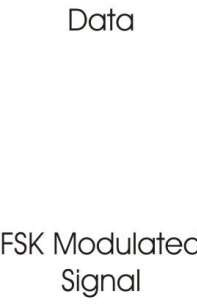 Data
FSK Modulated
Signal